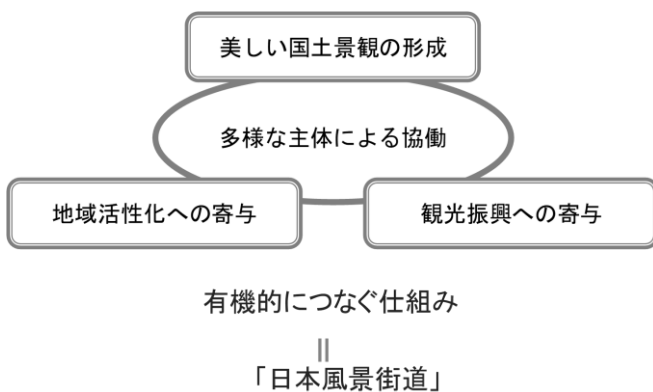 美しい国土景観の形成
多様な主体による協働
地域活性化への寄与
観光振興への寄与
有機的につなぐ仕組み
「日本風景街道」